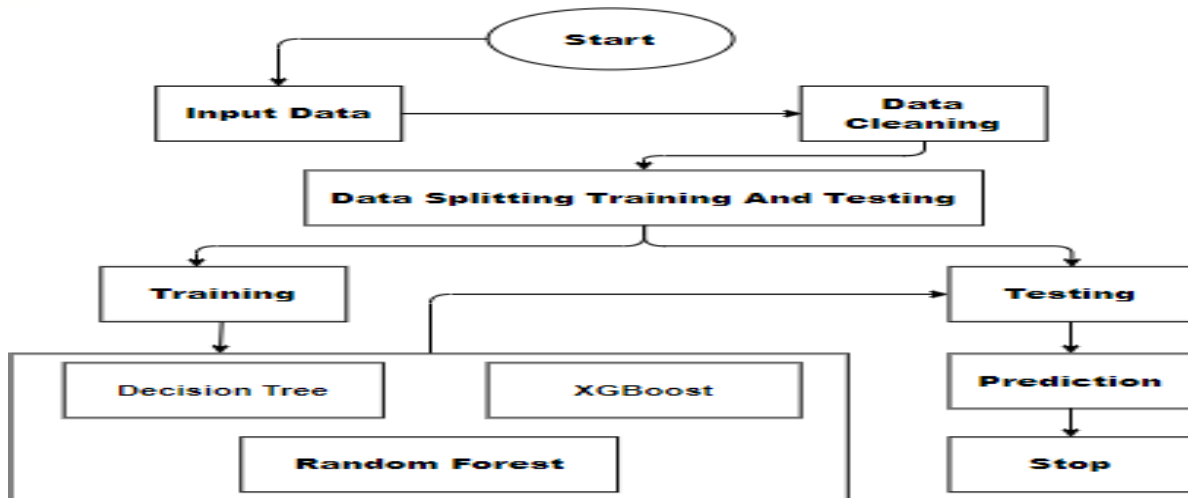 Start
Input Data
Data
Cleaning
Data Splitting Training And Testing
Training
Testing
Decision Tree
XGBoost
Prediction
Random Forest
Stop